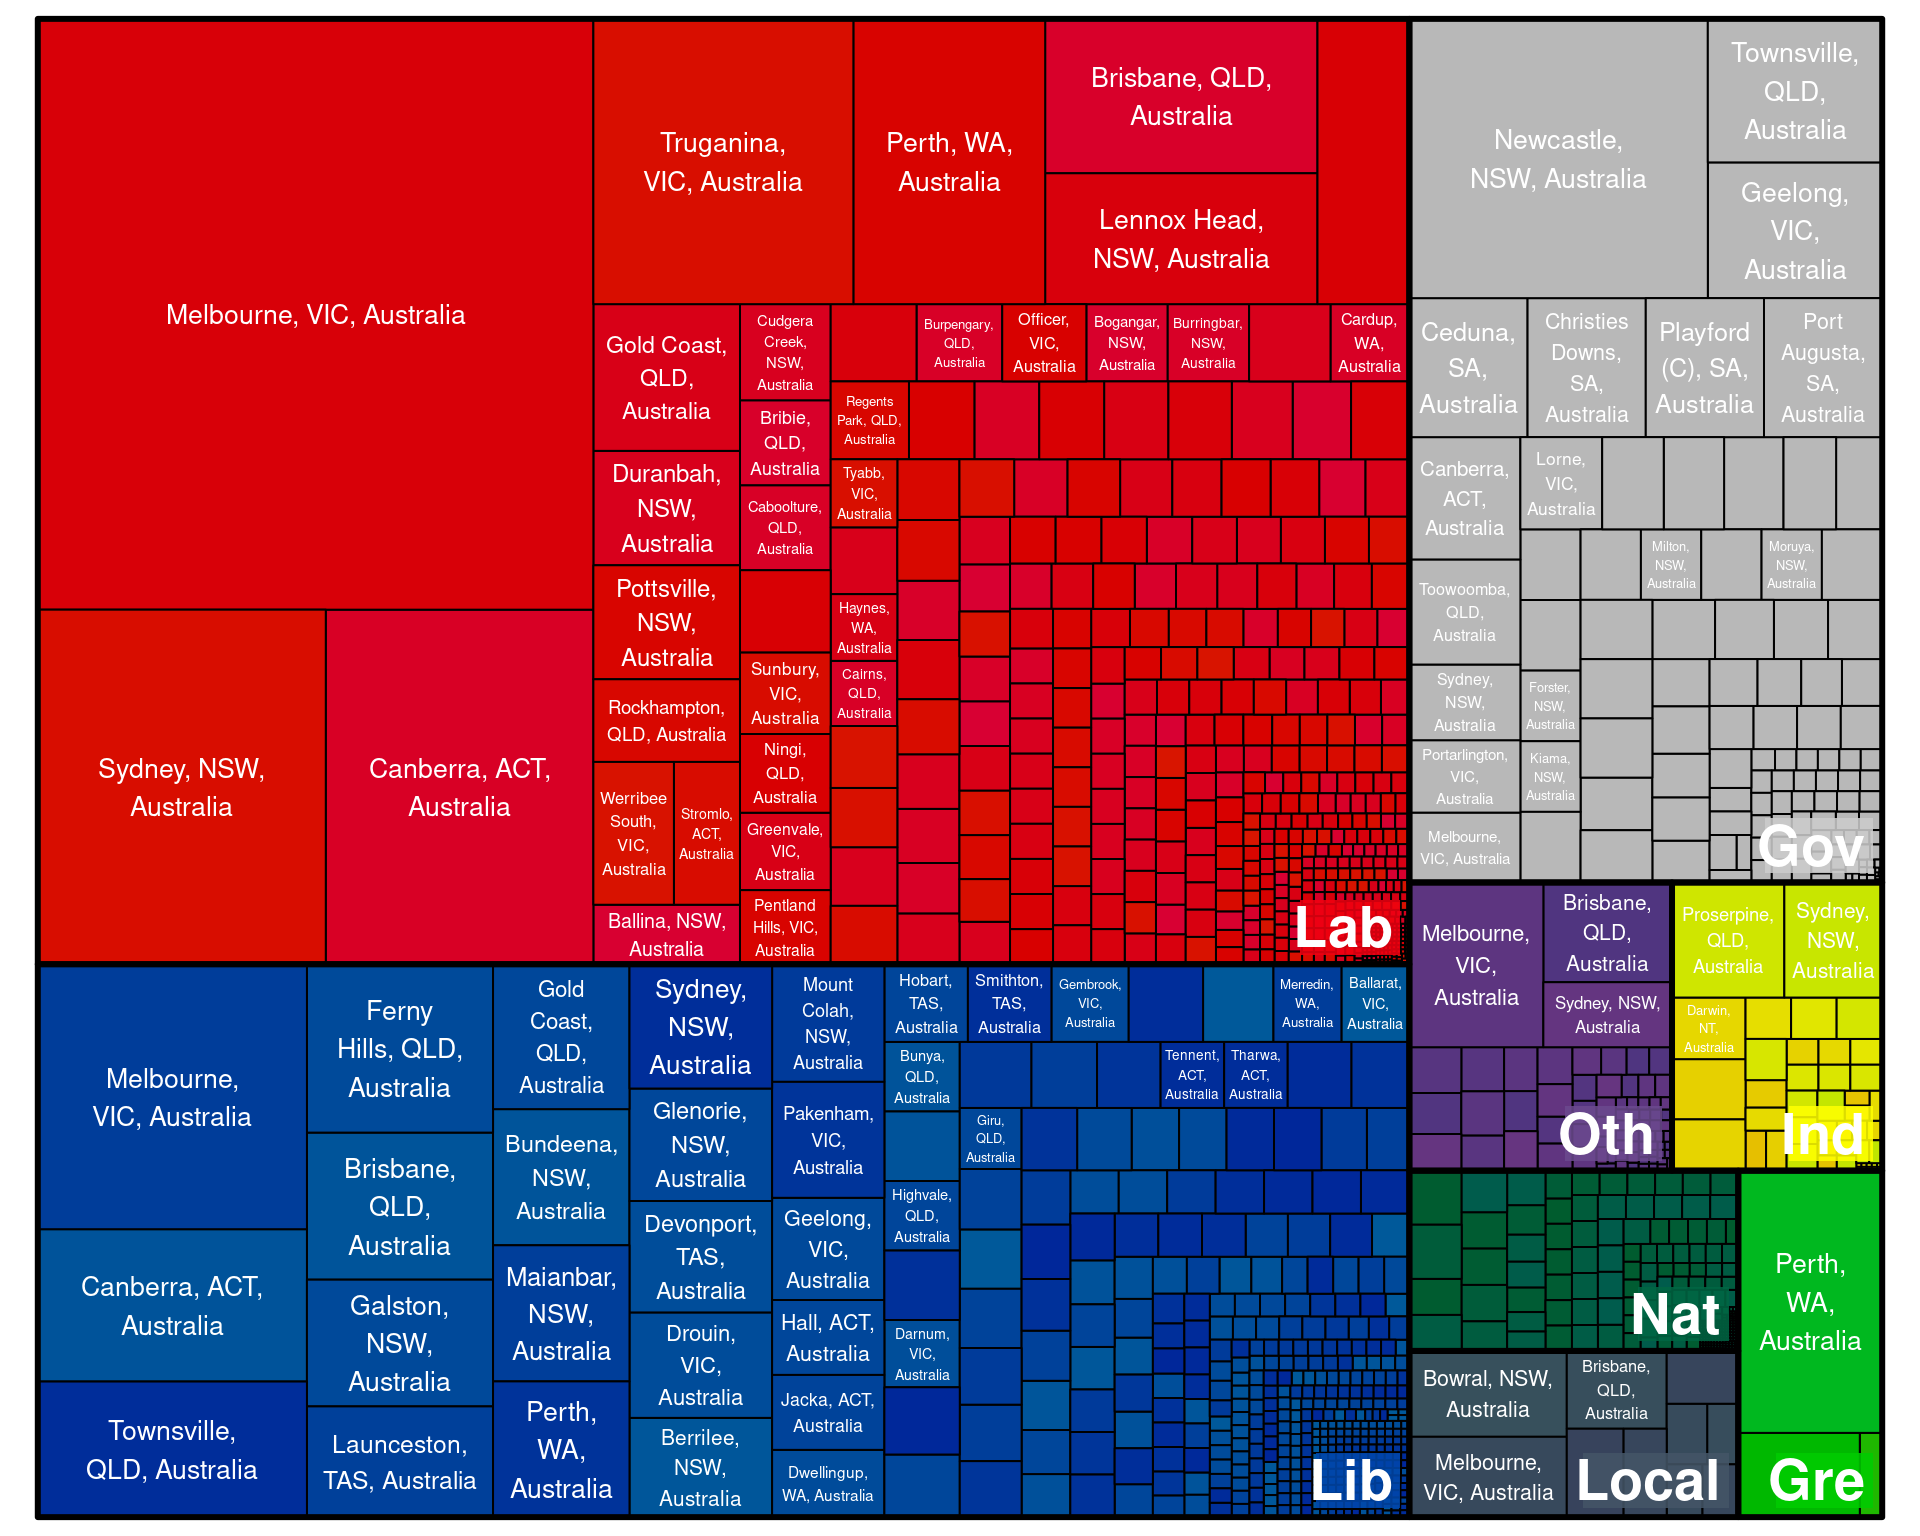 Melbourne, VIC, Australia
Sydney, NSW,
Australia
Canberra, ACT,
Australia
Truganina,
VIC, Australia
Perth, WA,
Australia
Brisbane, QLD,
Australia
Lennox Head,
NSW, Australia
Gold Coast,
QLD,
Australia
Duranbah,
NSW,
Australia
Pottsville,
NSW,
Australia
Rockhampton,
QLD, Australia
Werribee
South,
VIC,
Australia
Stromlo,
ACT,
Australia
Ballina, NSW,
Australia
Cudgera
Creek,
NSW,
Australia
Bribie,
QLD,
Australia
Caboolture,
QLD,
Australia
Sunbury,
VIC,
Australia
Ningi,
QLD,
Australia
Greenvale,
VIC,
Australia
Pentland
Hills, VIC,
Australia
Burpengary,
QLD,
Australia
Officer,
VIC,
Australia
Bogangar,
NSW,
Australia
Burringbar,
NSW,
Australia
Cardup,
WA,
Australia
Regents
Park, QLD,
Australia
Tyabb,
VIC,
Australia
Haynes,
WA,
Australia
Cairns,
QLD,
Australia
Lab
Newcastle,
NSW, Australia
Townsville,
QLD,
Australia
Geelong,
VIC,
Australia
Ceduna,
SA,
Australia
Christies
Downs,
SA,
Australia
Playford
(C), SA,
Australia
Port
Augusta,
SA,
Australia
Canberra,
ACT,
Australia
Toowoomba,
QLD,
Australia
Sydney,
NSW,
Australia
Portarlington,
VIC,
Australia
Melbourne,
VIC, Australia
Lorne,
VIC,
Australia
Milton,
NSW,
Australia
Moruya,
NSW,
Australia
Forster,
NSW,
Australia
Kiama,
NSW,
Australia
Gov
Melbourne,
VIC, Australia
Canberra, ACT,
Australia
Townsville,
QLD, Australia
Ferny
Hills, QLD,
Australia
Brisbane,
QLD,
Australia
Galston,
NSW,
Australia
Launceston,
TAS, Australia
Gold
Coast,
QLD,
Australia
Bundeena,
NSW,
Australia
Maianbar,
NSW,
Australia
Perth,
WA,
Australia
Sydney,
NSW,
Australia
Glenorie,
NSW,
Australia
Devonport,
TAS,
Australia
Drouin,
VIC,
Australia
Berrilee,
NSW,
Australia
Mount
Colah,
NSW,
Australia
Pakenham,
VIC,
Australia
Geelong,
VIC,
Australia
Hall, ACT,
Australia
Jacka, ACT,
Australia
Dwellingup,
WA, Australia
Hobart,
TAS,
Australia
Smithton,
TAS,
Australia
Gembrook,
VIC,
Australia
Merredin,
WA,
Australia
Ballarat,
VIC,
Australia
Bunya,
QLD,
Australia
Tennent,
ACT,
Australia
Tharwa,
ACT,
Australia
Giru,
QLD,
Australia
Highvale,
QLD,
Australia
Darnum,
VIC,
Australia
Lib
Melbourne,
VIC,
Australia
Brisbane,
QLD,
Australia
Sydney, NSW,
Australia
Oth
Proserpine,
QLD,
Australia
Sydney,
NSW,
Australia
Darwin,
NT,
Australia
Ind
Nat
Perth,
WA,
Australia
Gre
Bowral, NSW,
Australia
Brisbane,
QLD,
Australia
Melbourne,
VIC, Australia
Local